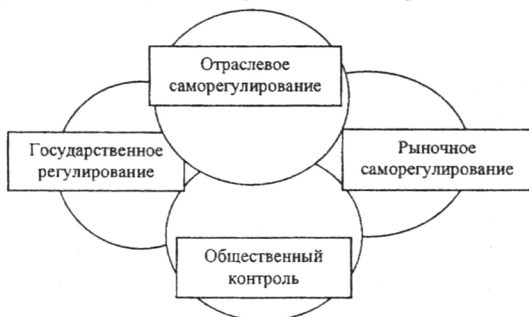 Отраслевое
саморегулирование
Государственное
регулирование
Рыночное
саморегулирование
Общественный
контроль